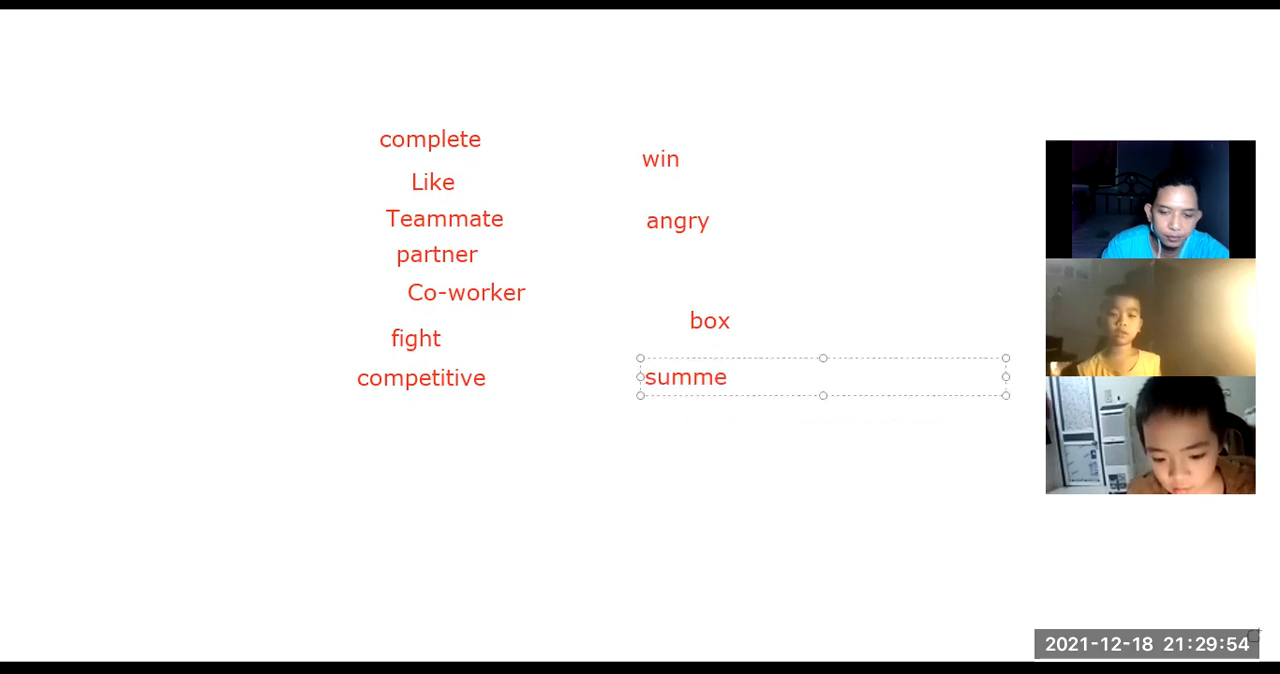 complete
Like
Teammate
partner
Co-worker
fight
competitive
win
angry
box
summe
2021-12-18 21:29:54